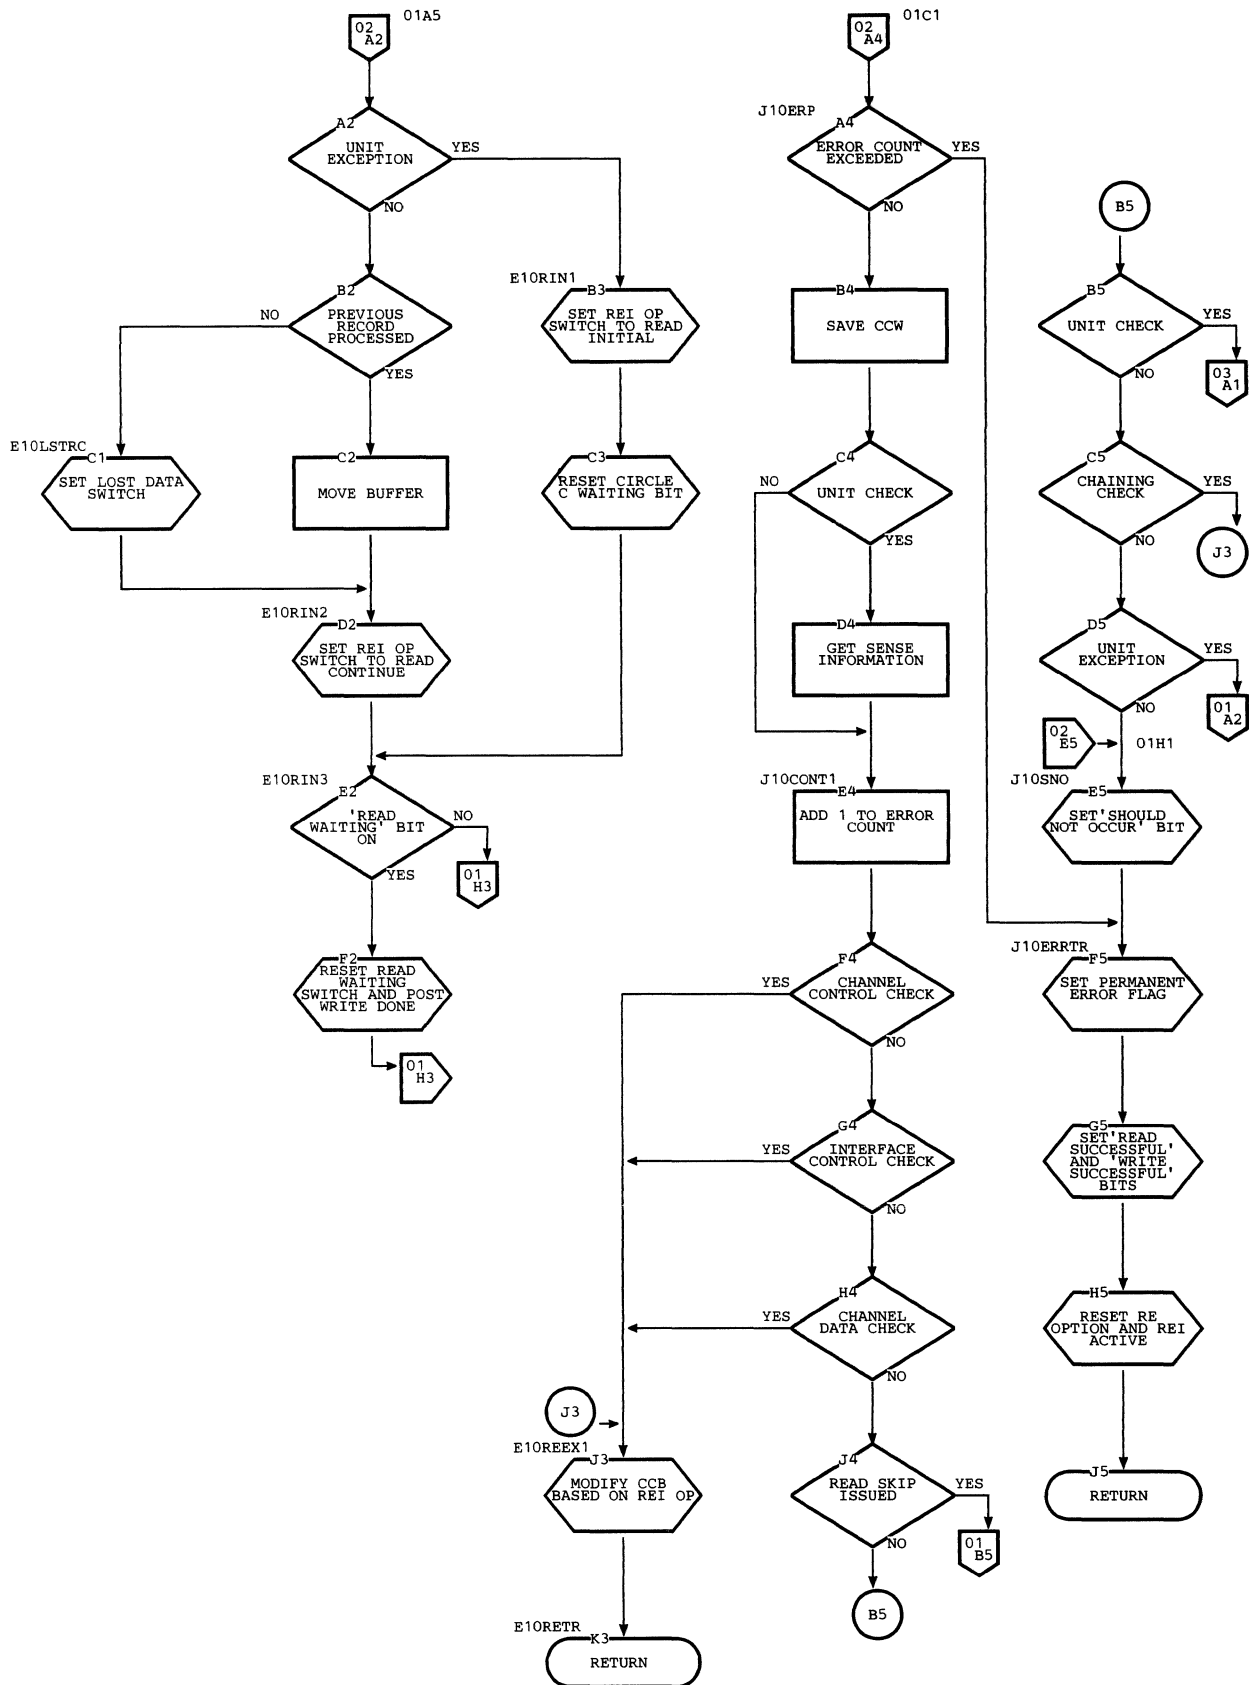 02
A2
01A5
A2
UNIT
EXCEPTION
YES
NO
B2
PREVIOUS
RECORD
PROCESSED
NO
YES
E10RIN1
B3
SET REI OP
SWITCH TO READ
INITIAL
E10LSTRC
C1
SET LOST DATA
SWITCH
C2
MOVE BUFFER
C3
RESET CIRCLE
C WAITING BIT
E10RIN2
D2
SET REI OP
SWITCH TO READ
CONTINUE
E10RIN3
E2
'READ
WAITING' BIT
ON
NO
YES
01
H3
F2
RESET READ
WAITING
SWITCH AND POST
WRITE DONE
01
H3
02
A4
01C1
J10ERP
A4
ERROR COUNT
EXCEEDED
YES
NO
B4
SAVE CCW
C4
UNIT CHECK
NO
YES
D4
GET SENSE
INFORMATION
J10CONT1
E4
ADD 1 TO ERROR
COUNT
F4
CHANNEL
CONTROL CHECK
YES
NO
G4
INTERFACE
CONTROL CHECK
YES
NO
H4
CHANNEL
DATA CHECK
YES
NO
J3
E10REEX1
J3
MODIFY CCB
BASED ON REI OP
J4
READ SKIP
ISSUED
YES
NO
01
B5
B5
E10RETR
K3
RETURN
B5
B5
UNIT CHECK
YES
NO
03
A1
C5
CHAINING
CHECK
YES
NO
J3
D5
UNIT
EXCEPTION
YES
NO
01
A2
02
E5
01H1
J10SNO
E5
SET'SHOULD
NOT OCCUR' BIT
J10ERRTR
F5
SET PERMANENT
ERROR FLAG
G5
SET'READ
SUCCESSFUL'
AND 'WRITE
SUCCESSFUL'
BITS
H5
RESET RE
OPTION AND REI
ACTIVE
J5
RETURN